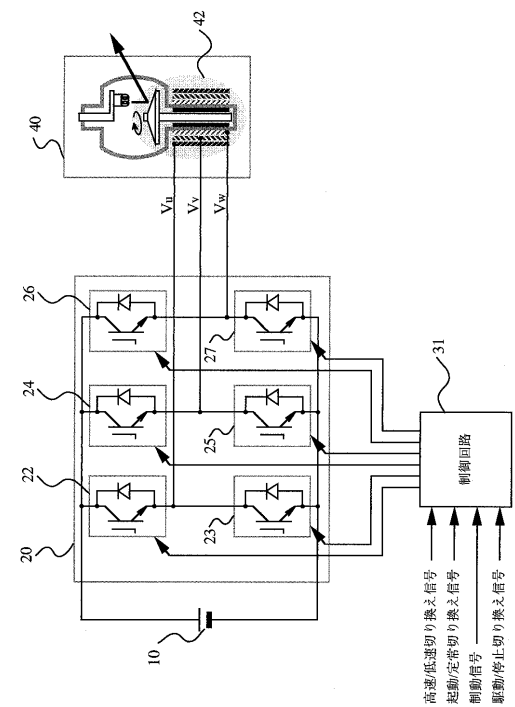 40
42
Vu
Vv
Vw
20
22
24
26
23
25
27
10
31
制御回路
高速/低速切り換え信号
起動/定常切り換え信号
制動信号
駆動/停止切り換え信号